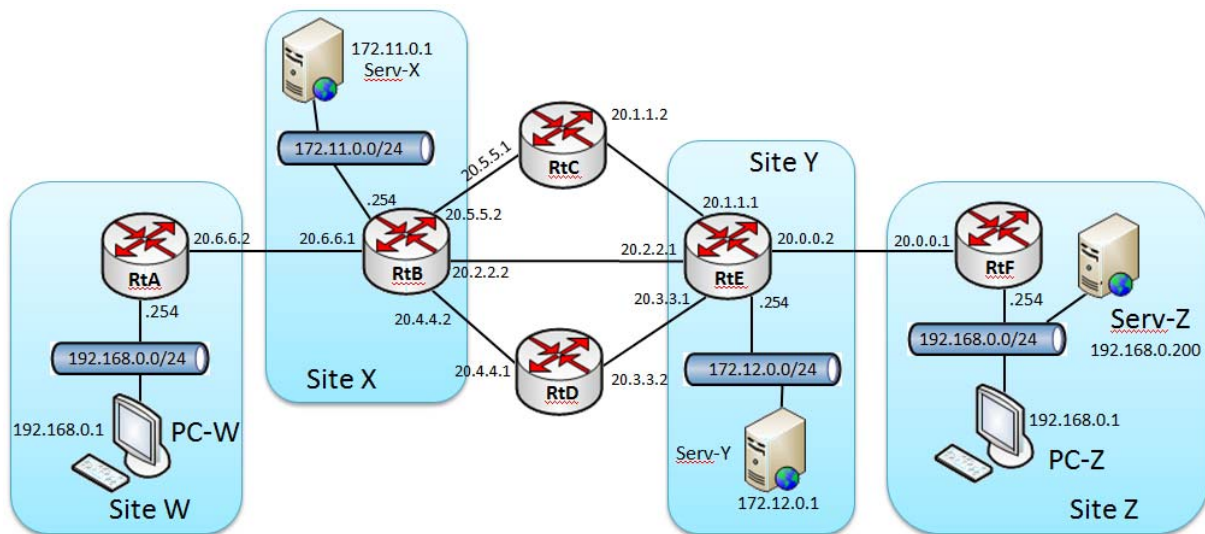 172.11.0.1
Serv-X
172.11.0.0/24
.254
20.5.5.1
20.5.5.2
RtC
20.1.1.2
Site Y
20.1.1.1
RtA
20.6.6.2
20.6.6.1
RtB
20.2.2.2
20.2.2.1
RtE
20.0.0.2
20.0.0.1
RtF
.254
192.168.0.0/24
192.168.0.1
PC-W
Site W
Site X
20.4.4.2
20.4.4.1
RtD
20.3.3.1
20.3.3.2
.254
172.12.0.0/24
Serv-Y
172.12.0.1
.254
192.168.0.0/24
Serv-Z
192.168.0.200
192.168.0.1
PC-Z
Site Z